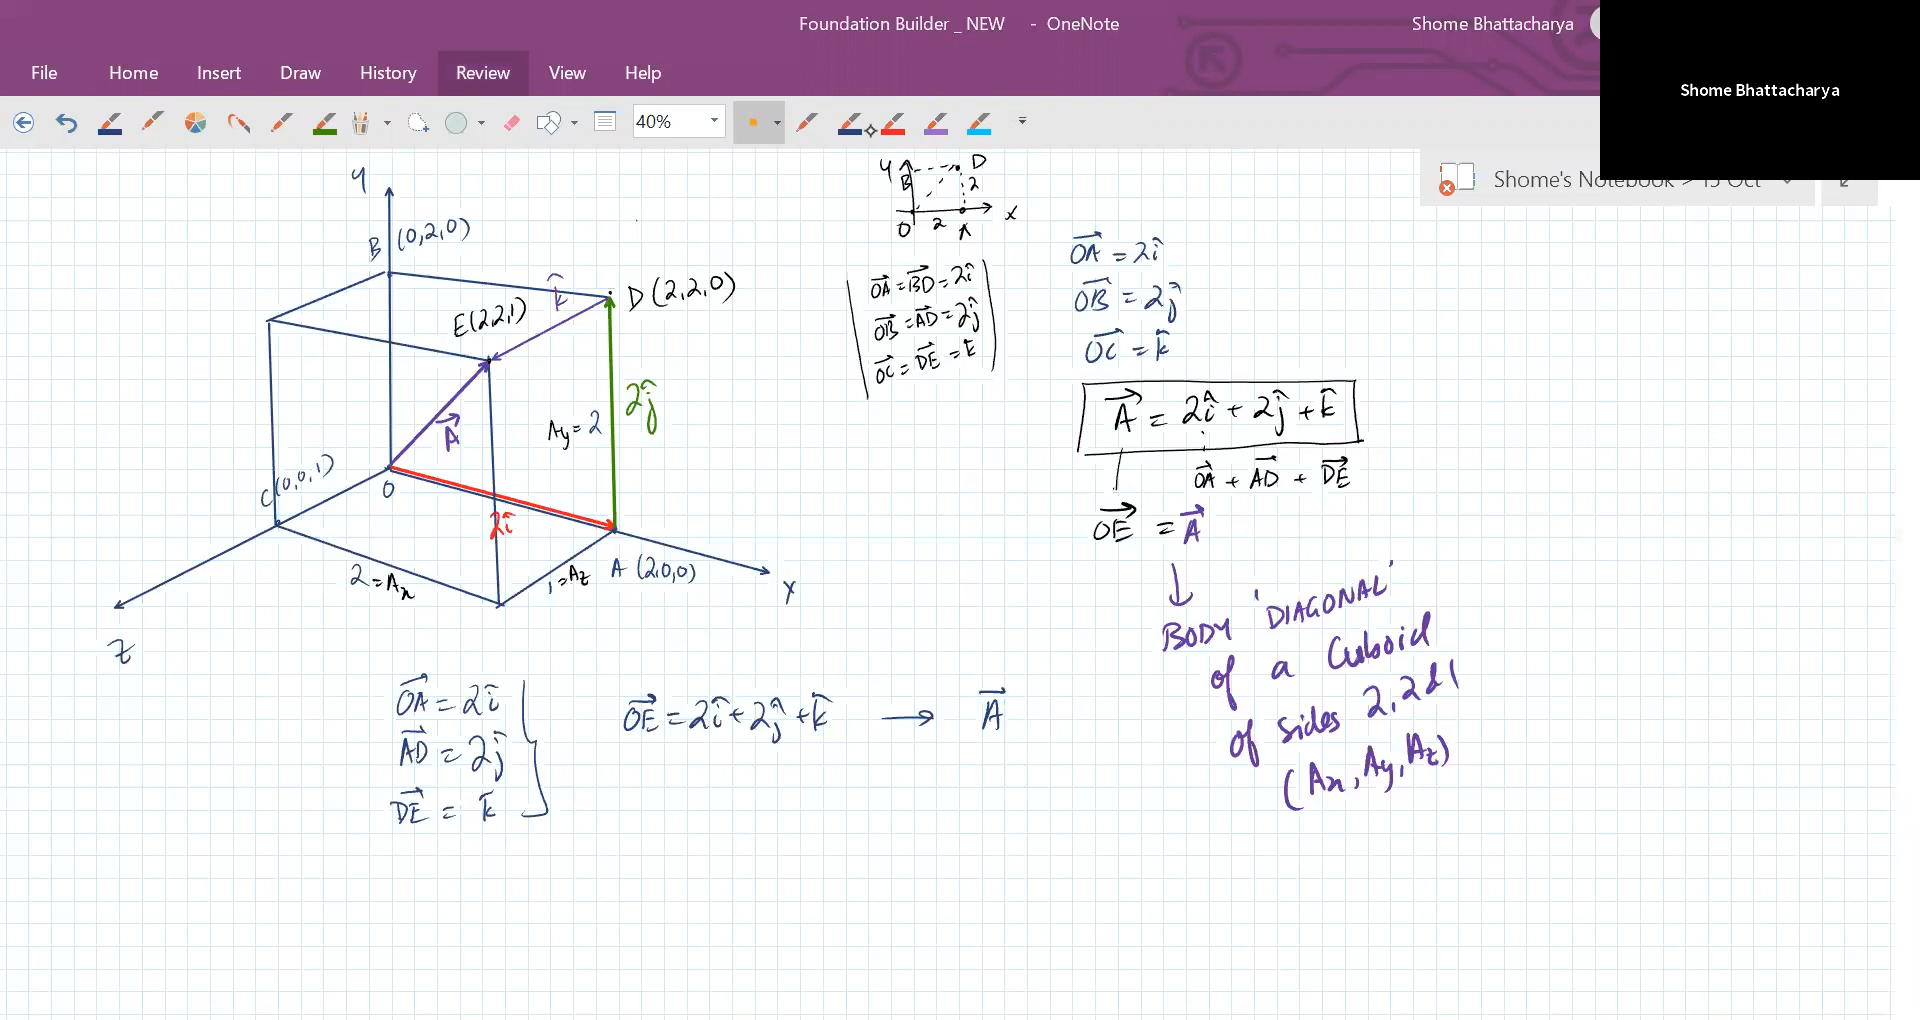 Foundation Builder _ NEW - OneNote
Shome Bhattacharya
Shome Bhattacharya
File Home Insert Draw History Review View Help
40%
Shome's Notebook > 15 Oct
y
B (0,2,0)
k̂
D (2,2,0)
E(2,2,1)
2ĵ
Ay = 2
A⃗
C (0,0,1)
O
2î
2 = Ax
1 = Az
A (2,0,0)
x
z
y
B
D
2
O 2 A
x
OA⃗ = BD⃗ = 2î
OB⃗ = AD⃗ = 2ĵ
OC⃗ = DE⃗ = k̂
OA⃗ = 2î
OB⃗ = 2ĵ
OC⃗ = k̂
A⃗ = 2î + 2ĵ + k̂
OA⃗ + AD⃗ + DE⃗
OE⃗ = A⃗
↓
BODY 'DIAGONAL'
of a Cuboid
of sides 2, 2 & 1
(Ax, Ay, Az)
OA⃗ = 2î
AD⃗ = 2ĵ
DE⃗ = k̂
OE⃗ = 2î + 2ĵ + k̂ → A⃗